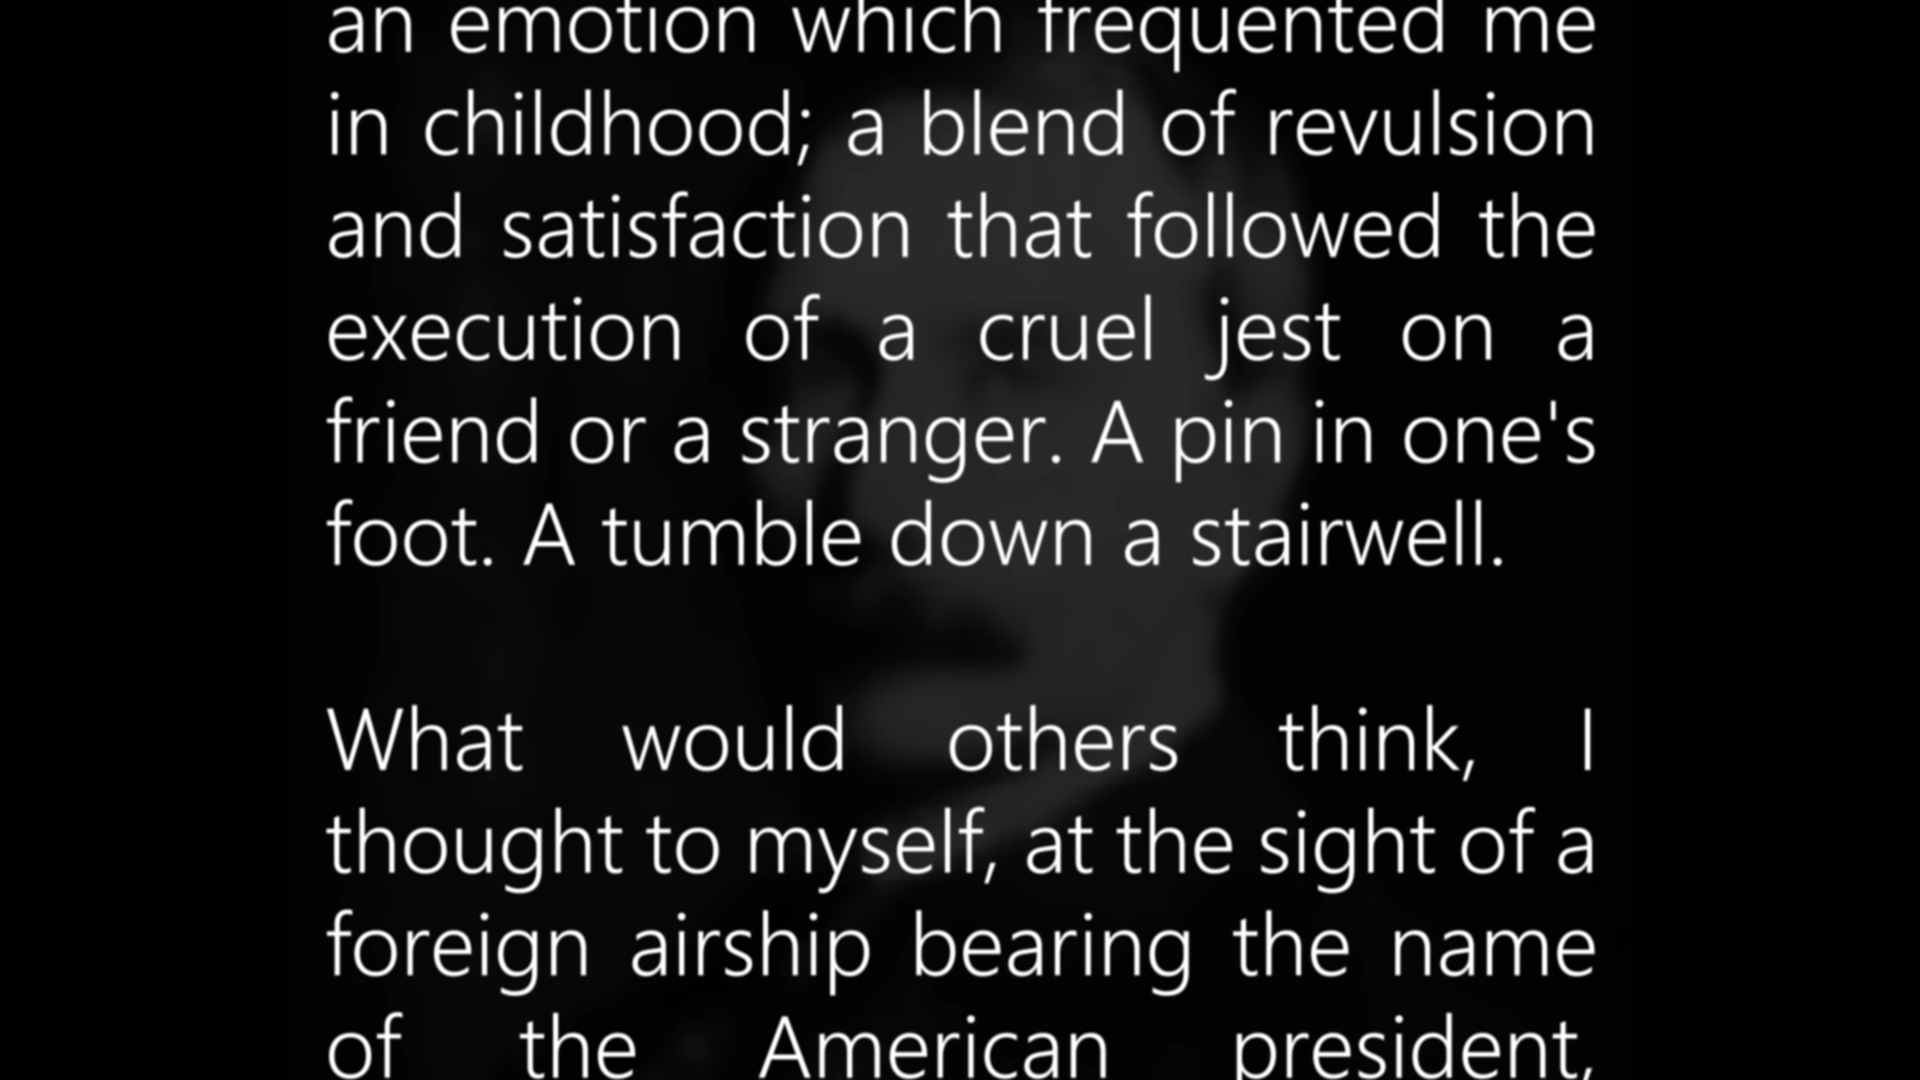 an emotion which frequented me
in childhood; a blend of revulsion
and satisfaction that followed the
execution of a cruel jest on a
friend or a stranger. A pin in one's
foot. A tumble down a stairwell.
What would others think, I
thought to myself, at the sight of a
foreign airship bearing the name
of the American president,